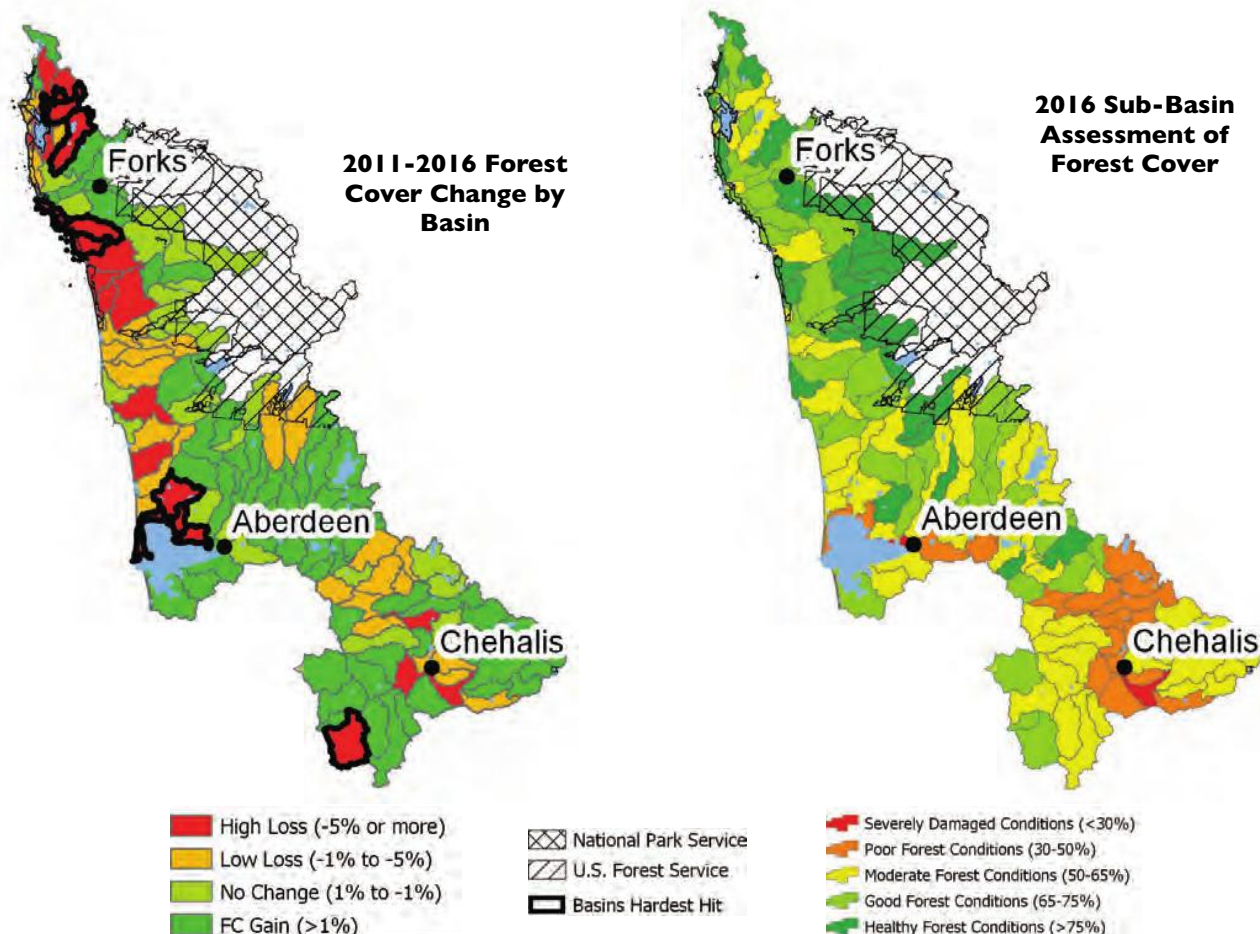 2011-2016 Forest
Cover Change by
Basin
Forks
Aberdeen
Chehalis
2016 Sub-Basin
Assessment of
Forest Cover
Forks
Aberdeen
Chehalis
High Loss (-5% or more)
Low Loss (-1% to -5%)
No Change (1% to -1%)
FC Gain (>1%)
National Park Service
U.S. Forest Service
Basins Hardest Hit
Severely Damaged Conditions (<30%)
Poor Forest Conditions (30-50%)
Moderate Forest Conditions (50-65%)
Good Forest Conditions (65-75%)
Healthy Forest Conditions (>75%)